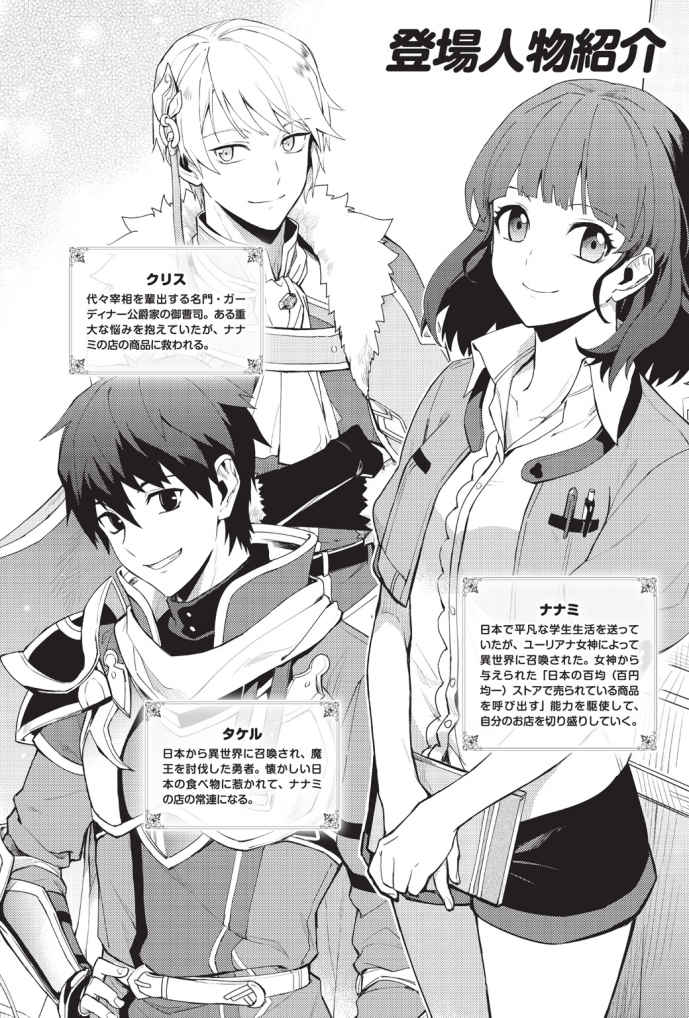 登場人物紹介
クリス
代々宰相を輩出する名門・ガー
ディナー公爵家の御曹司。ある重
大な悩みを抱えていたが、ナナ
ミの店の商品に救われる。
ナナミ
日本で平凡な学生生活を送って
いたが、ユーリアナ女神によって
異世界に召喚された。女神から
与えられた「日本の百均（百円
均一）ストアで売られている商品
を呼び出す」能力を駆使して、
自分のお店を切り盛りしていく。
タケル
日本から異世界に召喚され、魔
王を討伐した勇者。懐かしい日
本の食べ物に惹かれて、ナナミ
の店の常連になる。